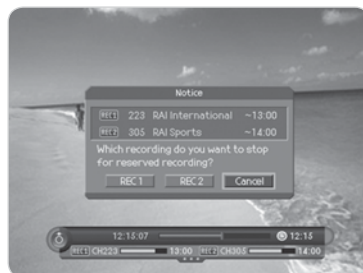 Notice
REC1 223 RAI International ~13:00
REC2 305 RAI Sports ~14:00
Which recording do you want to stop
for reserved recording?
REC 1 REC 2 Cancel
12:15:07 12:15
REC1 CH223 13:00 REC2 CH305 14:00